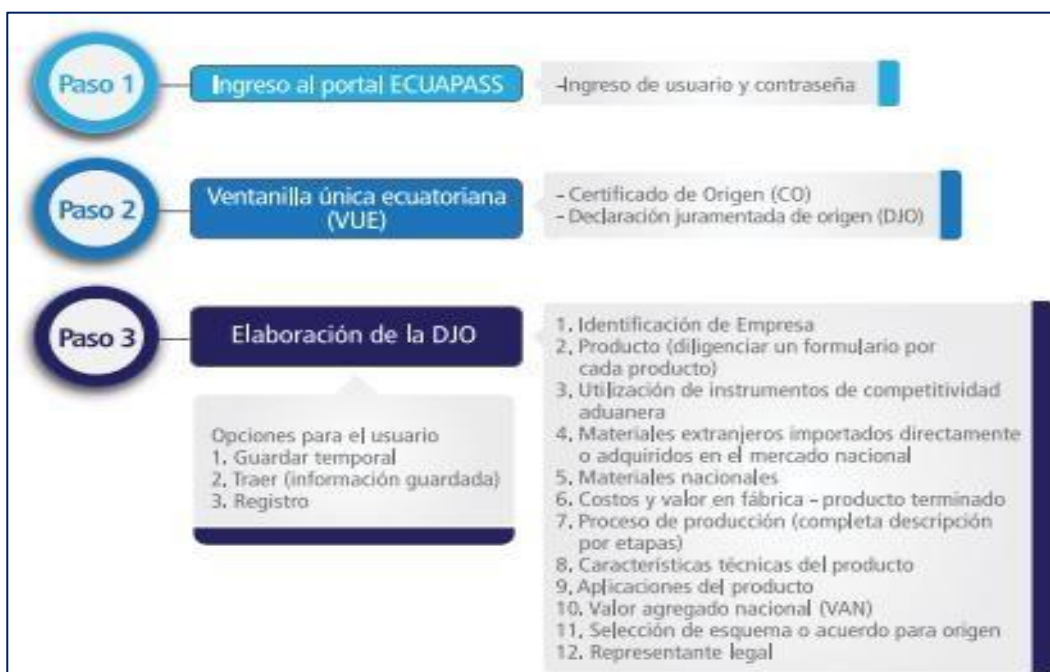 Paso 1
Ingreso al portal ECUAPASS
-Ingreso de usuario y contraseña
Paso 2
Ventanilla única ecuatoriana
(VUE)
- Certificado de Origen (CO)
- Declaración juramentada de origen (DJO)
Paso 3
Elaboración de la DJO
Opciones para el usuario
1. Guardar temporal
2. Traer (información guardada)
3. Registro
1. Identificación de Empresa
2. Producto (diligenciar un formulario por
cada producto)
3. Utilización de instrumentos de competitividad
aduanera
4. Materiales extranjeros importados directamente
o adquiridos en el mercado nacional
5. Materiales nacionales
6. Costos y valor en fábrica - producto terminado
7. Proceso de producción (completa descripción
por etapas)
8. Características técnicas del producto
9. Aplicaciones del producto
10. Valor agregado nacional (VAN)
11. Selección de esquema o acuerdo para origen
12. Representante legal